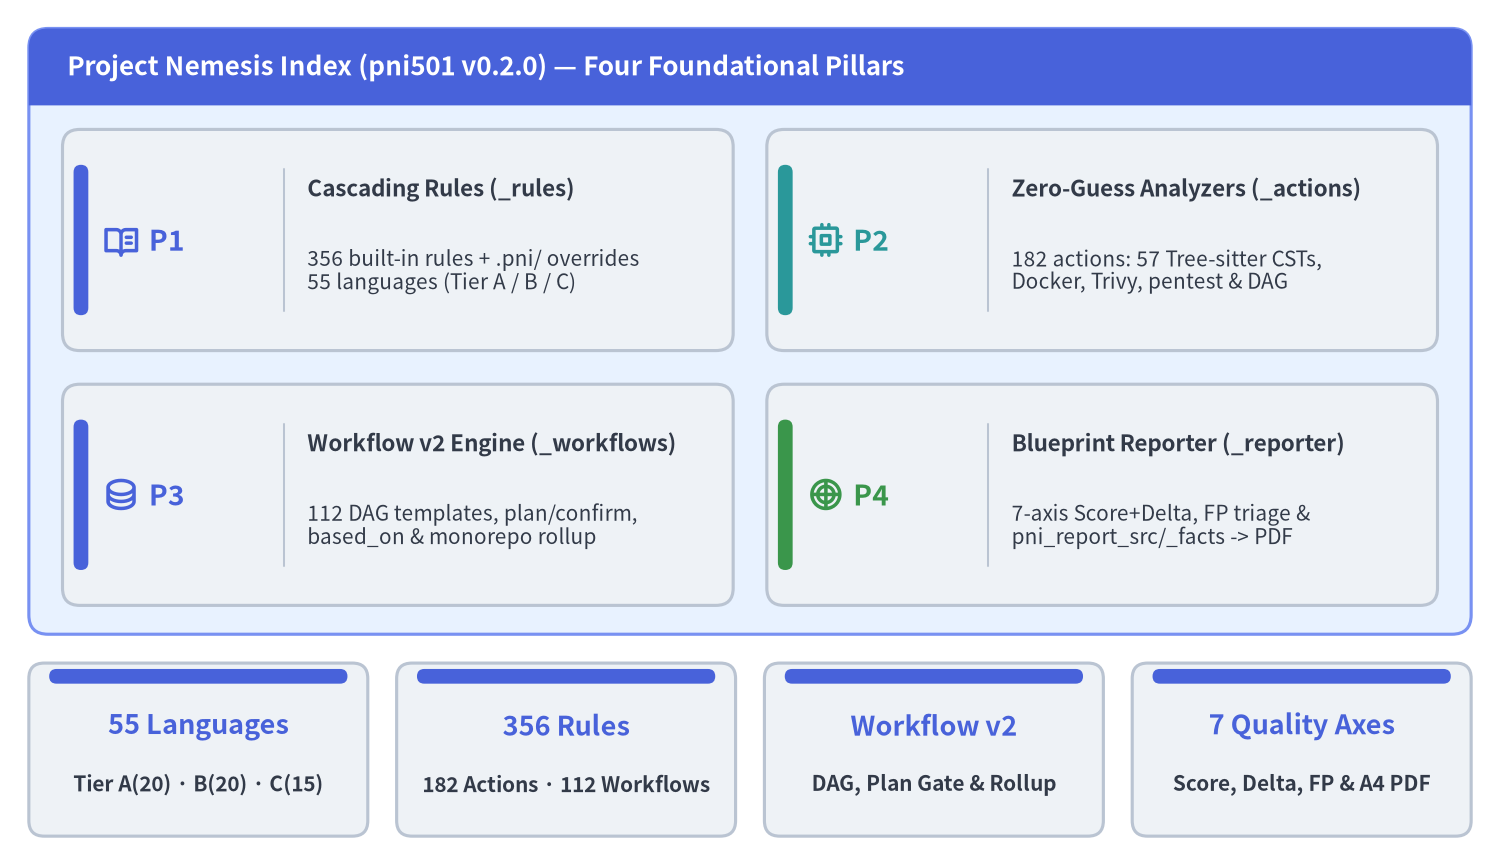 Project Nemesis Index (pni501 v0.2.0) — Four Foundational Pillars
P1
Cascading Rules (_rules)
356 built-in rules + .pni/ overrides
55 languages (Tier A / B / C)
P2
Zero-Guess Analyzers (_actions)
182 actions: 57 Tree-sitter CSTs,
Docker, Trivy, pentest & DAG
P3
Workflow v2 Engine (_workflows)
112 DAG templates, plan/confirm,
based_on & monorepo rollup
P4
Blueprint Reporter (_reporter)
7-axis Score+Delta, FP triage &
pni_report_src/_facts -> PDF
55 Languages
Tier A(20) · B(20) · C(15)
356 Rules
182 Actions · 112 Workflows
Workflow v2
DAG, Plan Gate & Rollup
7 Quality Axes
Score, Delta, FP & A4 PDF